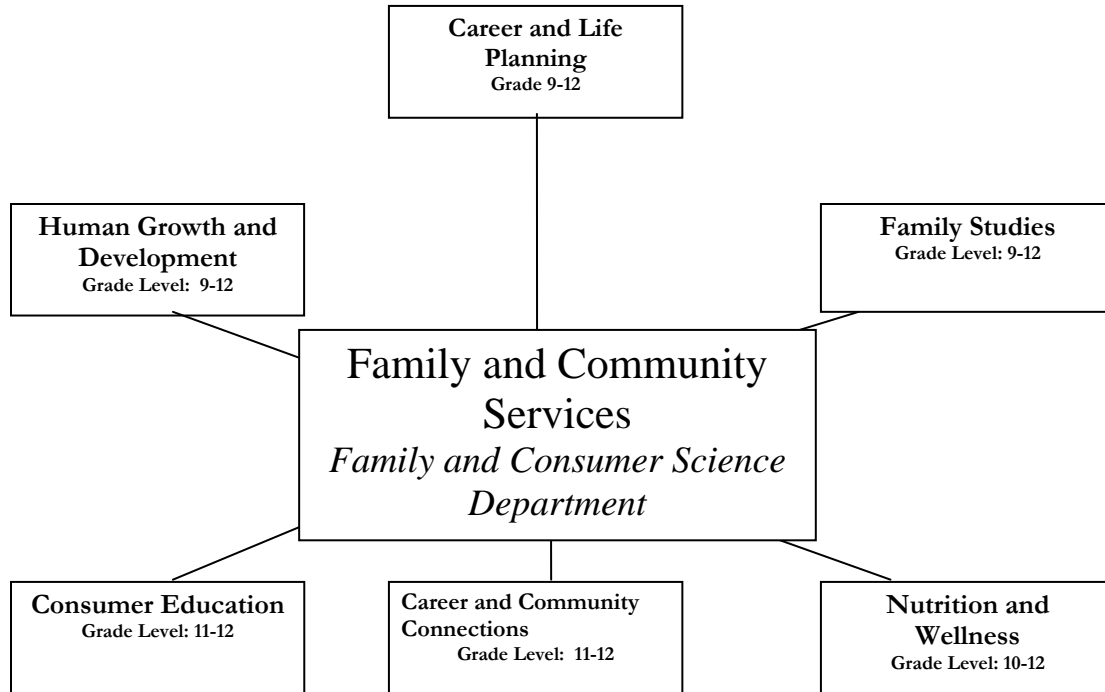 Career and Life
Planning
Grade 9-12
Human Growth and
Development
Grade Level: 9-12
Family Studies
Grade Level: 9-12
Family and Community
Services
Family and Consumer Science
Department
Consumer Education
Grade Level: 11-12
Career and Community
Connections
Grade Level: 11-12
Nutrition and
Wellness
Grade Level: 10-12